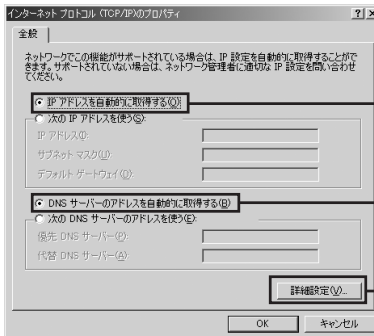 インターネット プロトコル (TCP/IP)のプロパティ
全般
ネットワークでこの機能がサポートされている場合は、IP 設定を自動的に取得することがで
きます。サポートされていない場合は、ネットワーク管理者に適切な IP 設定を問い合わせ
てください。
IP アドレスを自動的に取得する(O)
次の IP アドレスを使う(S):
IP アドレス(I):
サブネット マスク(U):
デフォルト ゲートウェイ(D):
DNS サーバーのアドレスを自動的に取得する(B)
次の DNS サーバーのアドレスを使う(E):
優先 DNS サーバー(P):
代替 DNS サーバー(A):
詳細設定(V)...
OK
キャンセル